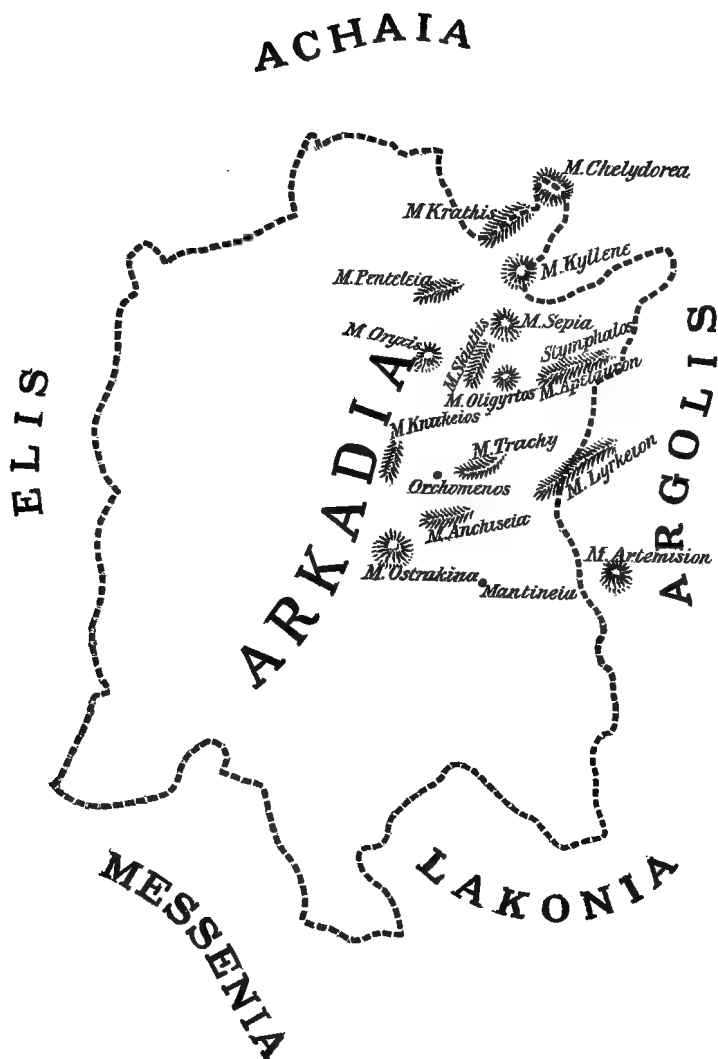 ACHAIA
M. Chelydorea
M Krathis
M. Kyllene
M. Penteleia
M. Sepia
M Oryxis
M. Sciathis
Stymphalos
M. Oligyrtos
M. Apelauron
M Knakeios
M. Trachy
Orchomenos
M. Lyrkeion
M. Anchiseia
M. Artemision
M. Ostrakina
Mantineia
ARKADIA
ELIS
ARGOLIS
MESSENIA
LAKONIA